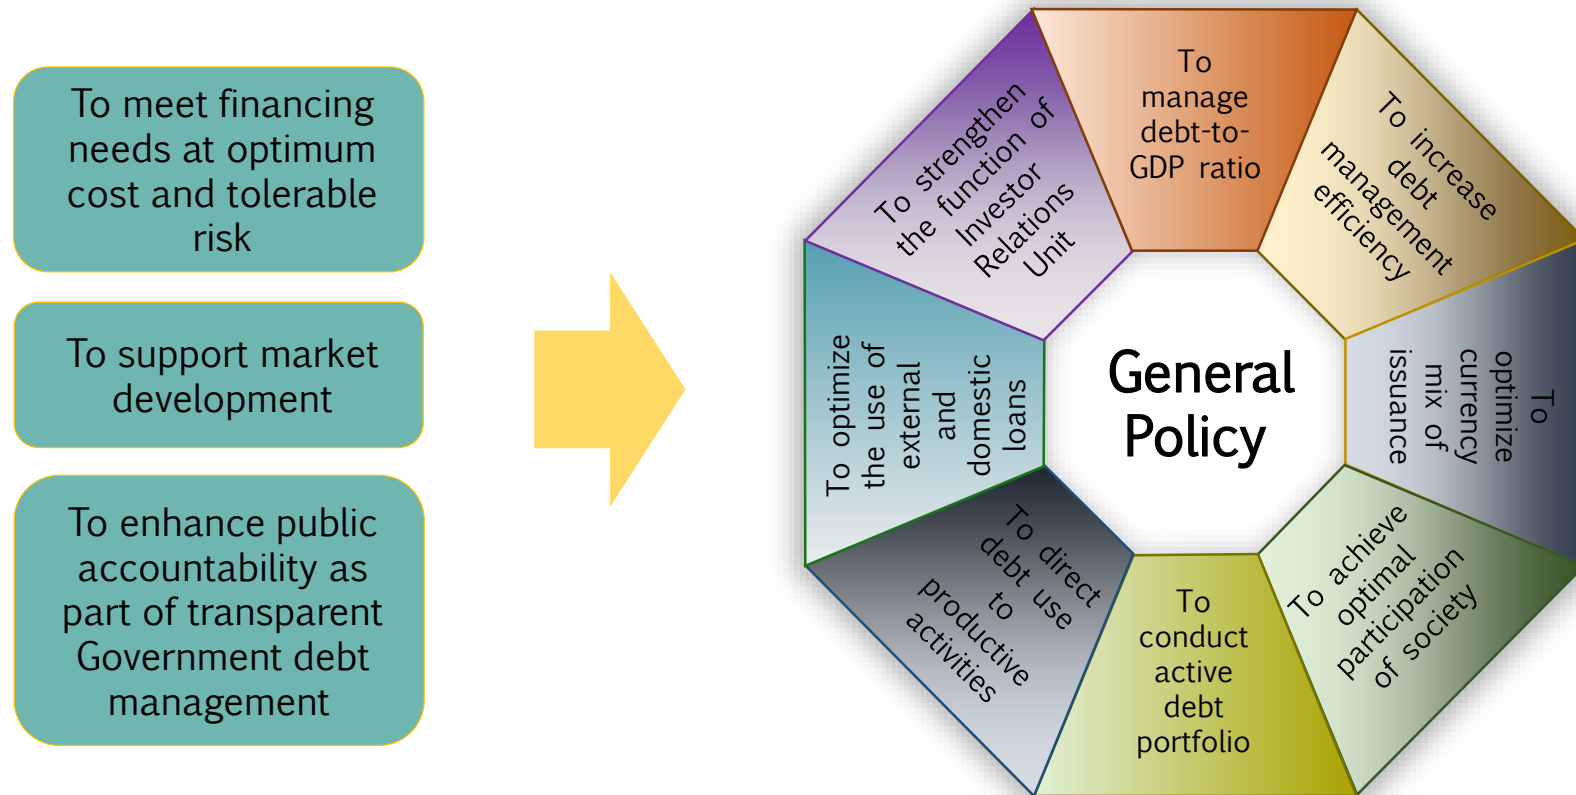 To meet financing
needs at optimum
cost and tolerable
risk
To support market
development
To enhance public
accountability as
part of transparent
Government debt
management
General
Policy
To
manage
debt-to-
GDP ratio
To increase
debt
management
efficiency
To
optimize
currency
mix of
issuance
To achieve
optimal
participation
of society
To
conduct
active
debt
portfolio
To direct
debt use
to
productive
activities
To optimize
the use of
external
and
domestic
loans
To strengthen
the function of
Investor
Relations
Unit